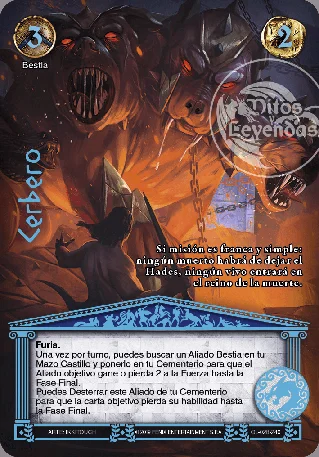 3
2
Bestia
Mitos
Leyendas
Cerbero
Si misión es franca y simple:
ningún muerto habrá de dejar el
Hades, ningún vivo entrará en
el reino de la muerte.
Furia.
Una vez por turno, puedes buscar un Aliado Bestia en tu
Mazo Castillo y ponerlo en tu Cementerio para que el
Aliado objetivo gane o pierda 2 a la Fuerza hasta la
Fase Final.
Puedes Desterrar este Aliado de tu Cementerio
para que la carta objetivo pierda su habilidad hasta
la Fase Final.